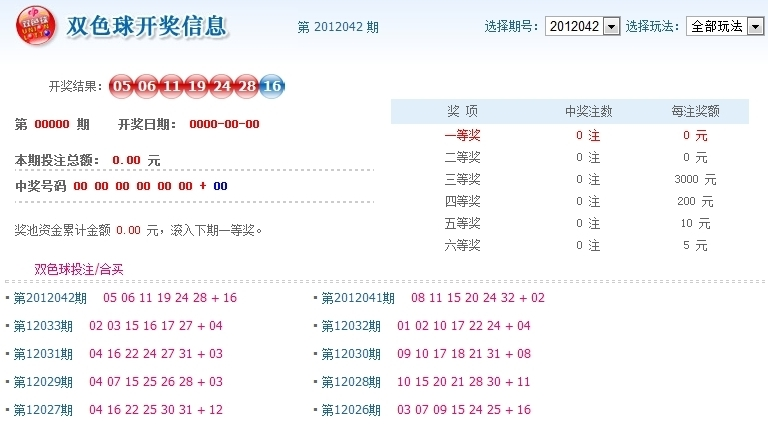 双色球 UNION LOTTO 双色球开奖信息 第 2012042 期 选择期号： 2012042 选择玩法： 全部玩法
开奖结果： 05 06 11 19 24 28 16
第 00000 期 开奖日期： 0000-00-00
本期投注总额： 0.00 元
中奖号码 00 00 00 00 00 00 + 00
奖池资金累计金额 0.00 元，滚入下期一等奖。
奖 项 中奖注数 每注奖额
一等奖 0 注 0 元
二等奖 0 注 0 元
三等奖 0 注 3000 元
四等奖 0 注 200 元
五等奖 0 注 10 元
六等奖 0 注 5 元
双色球投注/合买
▪ 第2012042期 05 06 11 19 24 28 + 16 ▪ 第2012041期 08 11 15 20 24 32 + 02
▪ 第12033期 02 03 15 16 17 27 + 04 ▪ 第12032期 01 02 10 17 22 24 + 04
▪ 第12031期 04 16 22 24 27 31 + 03 ▪ 第12030期 09 10 17 18 21 31 + 08
▪ 第12029期 04 07 15 25 26 28 + 03 ▪ 第12028期 10 15 20 21 28 30 + 11
▪ 第12027期 04 16 22 25 30 31 + 12 ▪ 第12026期 03 07 09 15 24 25 + 16